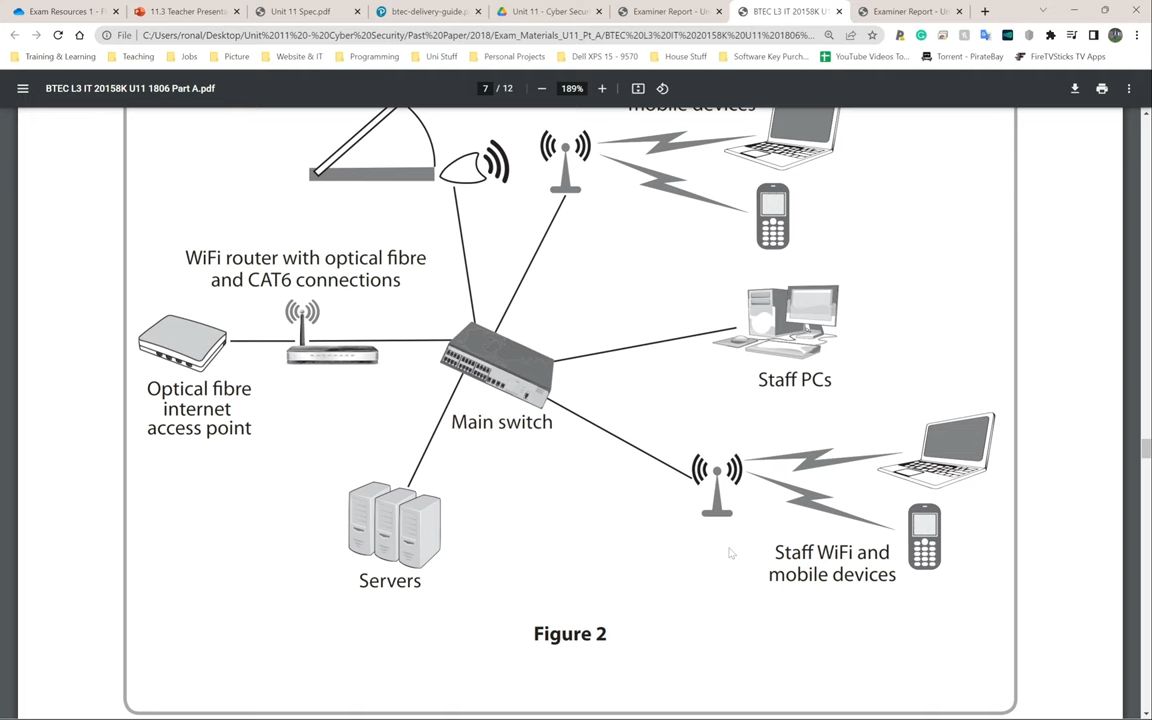 Exam Resources 1 - F
11.3 Teacher Presenta
Unit 11 Spec.pdf
btec-delivery-guide.p
Unit 11 - Cyber Secur
Examiner Report - Un
BTEC L3 IT 20158K U1
Examiner Report - Un
File
C:/Users/ronal/Desktop/Unit%2011%20-%20Cyber%20Security/Past%20Paper/2018/Exam_Materials_U11_Pt_A/BTEC%20L3%20IT%2020158K%20U11%201806%...
Training & Learning
Teaching
Jobs
Picture
Website & IT
Programming
Uni Stuff
Personal Projects
Dell XPS 15 - 9570
House Stuff
Software Key Purch...
YouTube Videos To...
Torrent - PirateBay
FireTVSticks TV Apps
BTEC L3 IT 20158K U11 1806 Part A.pdf
7 / 12
189%
mobile devices
WiFi router with optical fibre
and CAT6 connections
Optical fibre
internet
access point
Main switch
Staff PCs
Servers
Staff WiFi and
mobile devices
Figure 2